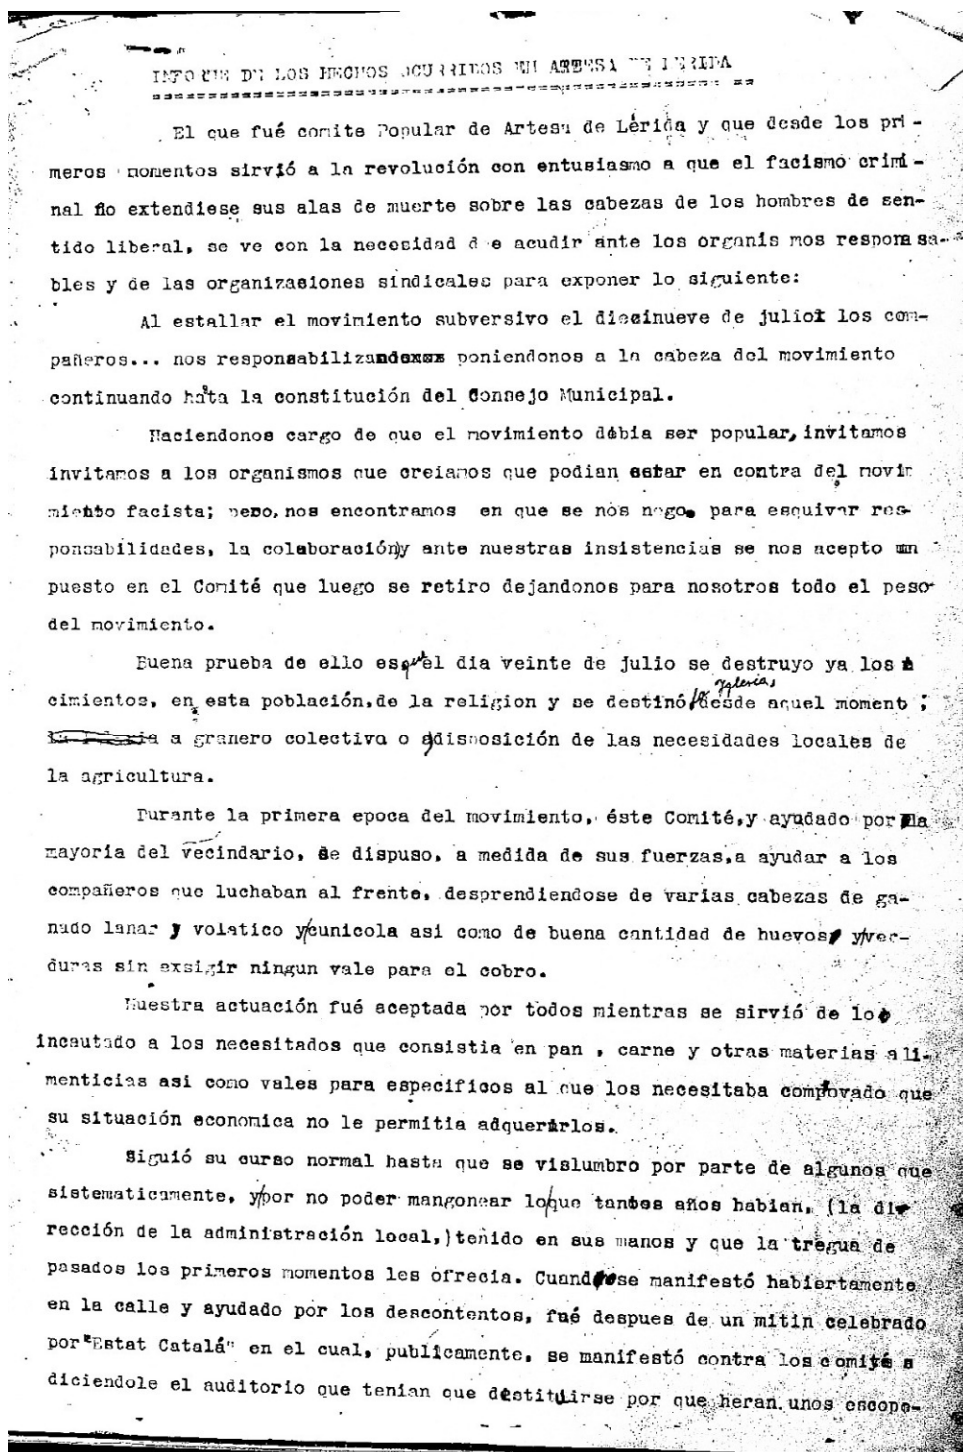 INFORME DE LOS HECHOS OCURRIDOS EN ARTESA DE LERIDA
El que fué comite Popular de Artesa de Lérida y que desde los pri-
meros momentos sirvió a la revolución con entusiasmo a que el facismo crimi-
nal no extendiese sus alas de muerte sobre las cabezas de los hombres de sen-
tido liberal, se ve con la necesidad d e acudir ante los organis mos responsa-
bles y de las organizasiones sindicales para exponer lo siguiente:
Al estallar el movimiento subversivo el diecinueve de julio los com-
pañeros... nos responsabilizan poniendonos a la cabeza del movimiento
continuando hasta la constitución del Consejo Municipal.
Haciendonos cargo de que el movimiento debia ser popular, invitamos
invitamos a los organismos que creiamos que podian estar en contra del movim
miento facista; pero, nos encontramos en que se nos nego, para esquivar res-
ponsabilidades, la colaboración y ante nuestras insistencias se nos acepto un
puesto en el Comité que luego se retiro dejandonos para nosotros todo el peso
del movimiento.
Buena prueba de ello es que el dia veinte de julio se destruyo ya los
cimientos, en esta población, de la religion y se destinó la Iglesia, desde aquel moment ;
a granero colectivo o a disposición de las necesidades locales de
la agricultura.
Durante la primera epoca del movimiento, éste Comité, y ayudado por la
mayoria del vecindario, se dispuso, a medida de sus fuerzas, a ayudar a los
compañeros que luchaban al frente, desprendiendose de varias cabezas de ga-
nado lanar y volatico y cunicola asi como de buena cantidad de huevos y ver-
duras sin exsigir ningun vale para el cobro.
Nuestra actuación fué aceptada por todos mientras se sirvió de lo
incautado a los necesitados que consistia en pan , carne y otras materias ali-
menticias asi como vales para especificos al que los necesitaba comprovado que
su situación economica no le permitia adquerirlos.
Siguió su curso normal hasta que se vislumbro por parte de algunos que
sistematicamente, y por no poder mangonear lo que tantos años habian, (la di
rección de la administración local,) tenido en sus manos y que la tregua de
pasados los primeros momentos les ofrecia. Cuando se manifestó habiertamente
en la calle y ayudado por los descontentos, fué despues de un mitin celebrado
por "Estat Catalá" en el cual, publicamente, se manifestó contra los comité s
diciendole el auditorio que tenian que destituirse por que heran unos escope-